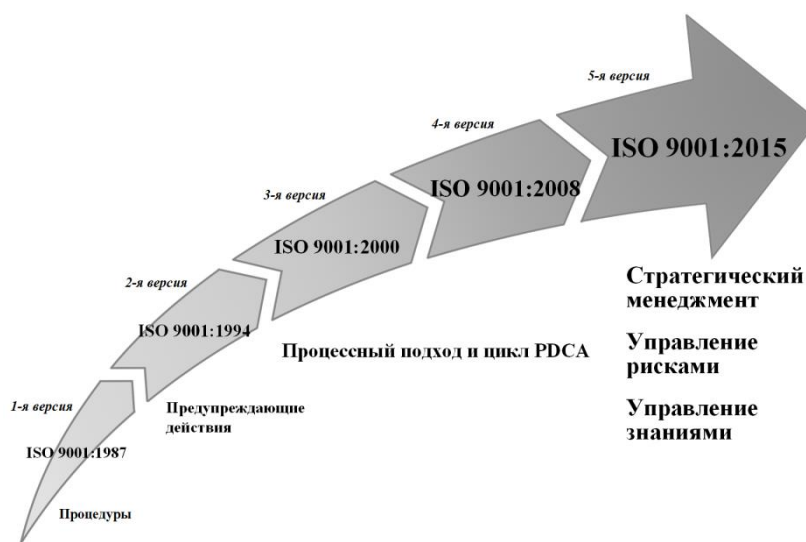 5-я версия
ISO 9001:2015
4-я версия
ISO 9001:2008
3-я версия
ISO 9001:2000
2-я версия
ISO 9001:1994
1-я версия
ISO 9001:1987
Процедуры
Предупреждающие
действия
Процессный подход и цикл PDCA
Стратегический
менеджмент
Управление
рисками
Управление
знаниями